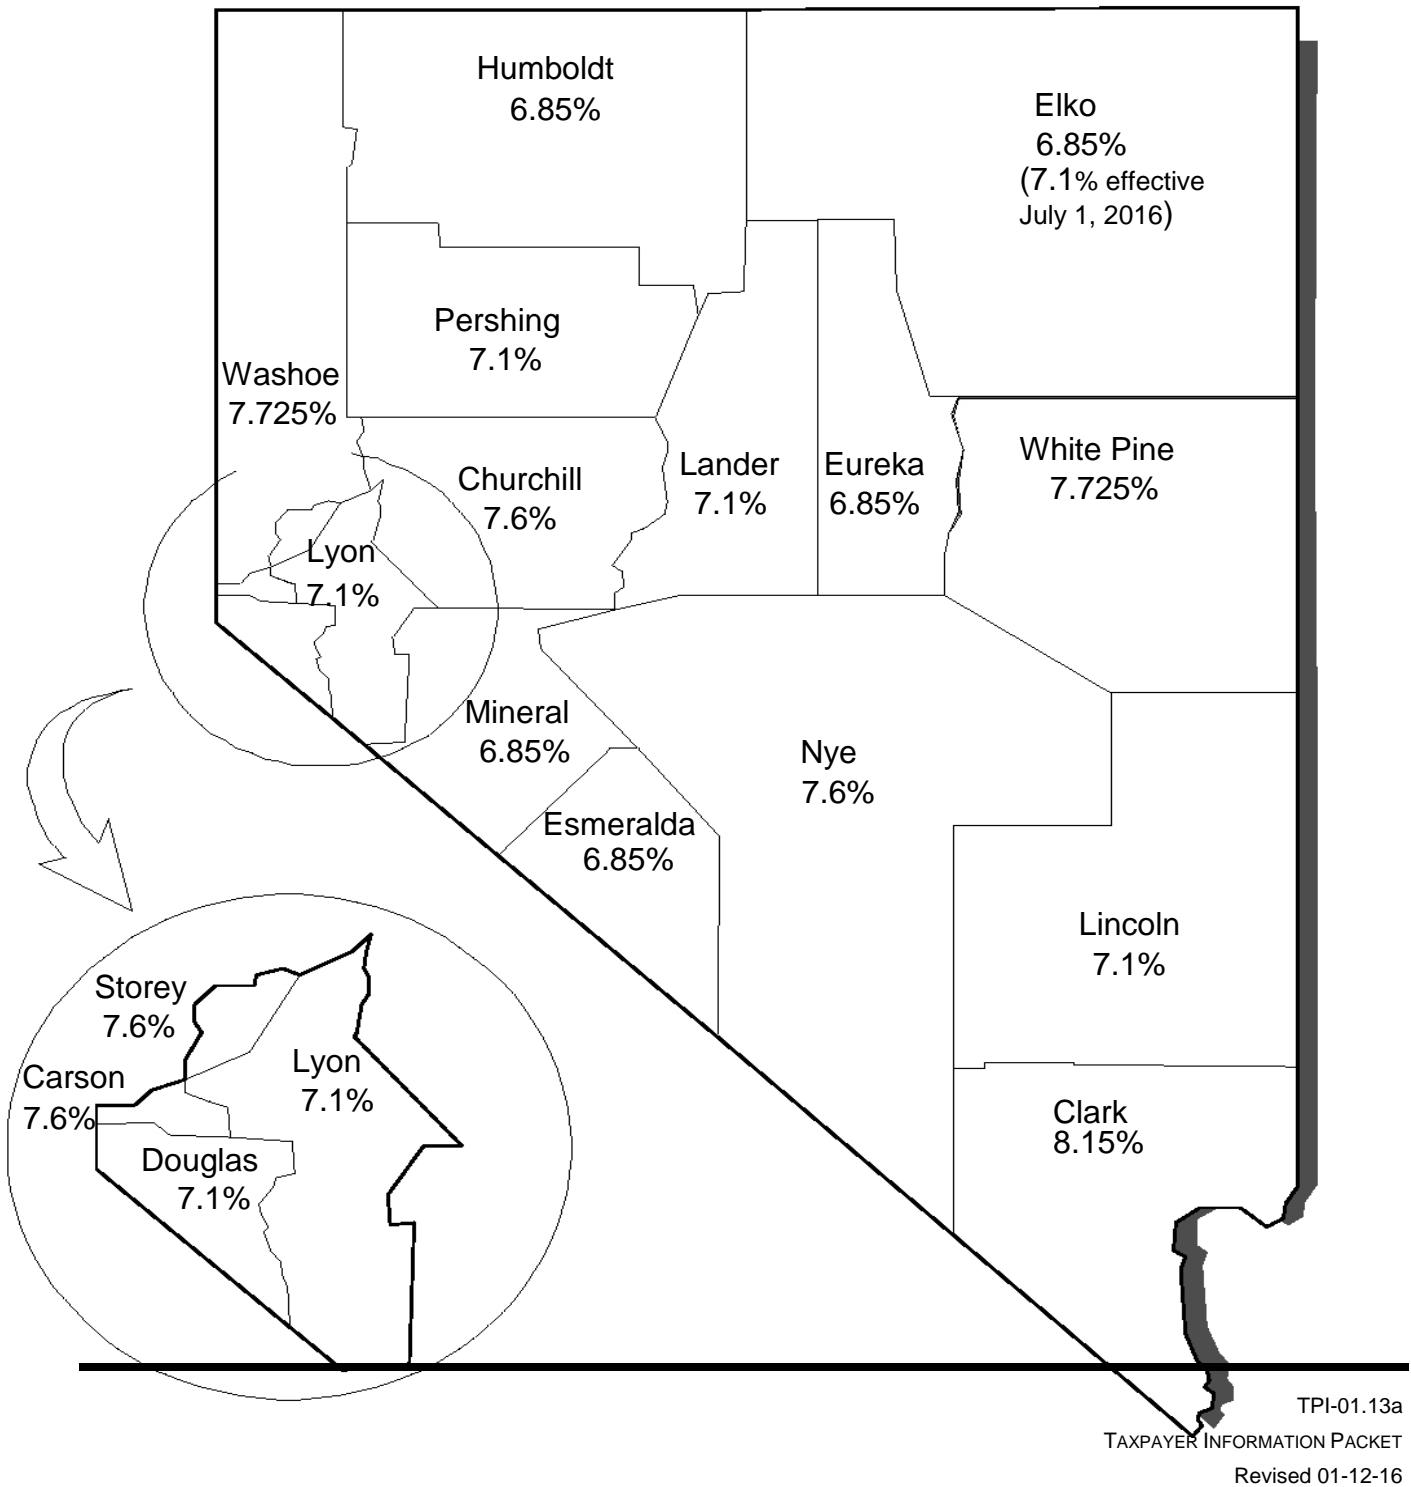 Humboldt
6.85%
Elko
6.85%
(7.1% effective
July 1, 2016)
Pershing
7.1%
Washoe
7.725%
Churchill
7.6%
Lander
7.1%
Eureka
6.85%
White Pine
7.725%
Lyon
7.1%
Mineral
6.85%
Nye
7.6%
Esmeralda
6.85%
Lincoln
7.1%
Storey
7.6%
Lyon
7.1%
Carson
7.6%
Douglas
7.1%
Clark
8.15%
TPI-01.13a
TAXPAYER INFORMATION PACKET
Revised 01-12-16